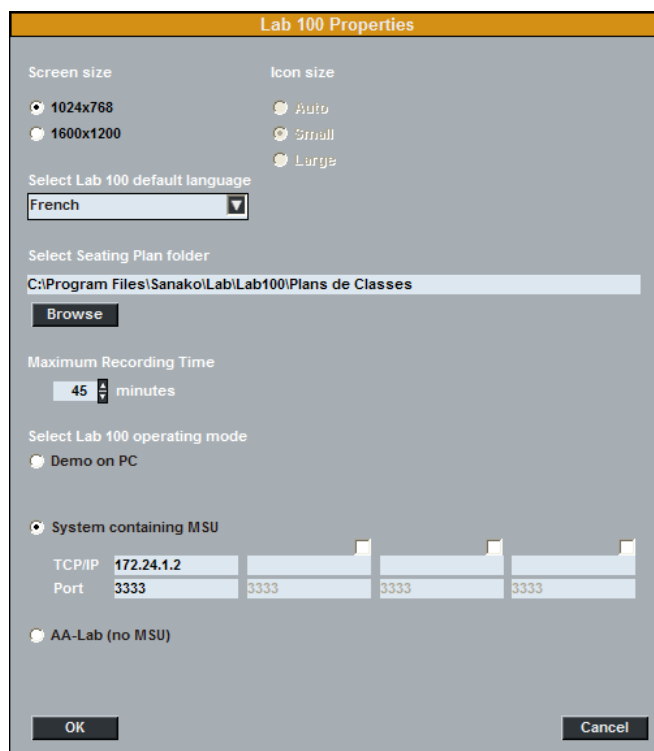 Lab 100 Properties
Screen size
Icon size
1024x768
Auto
1600x1200
Small
Large
Select Lab 100 default language
French
Select Seating Plan folder
C:\Program Files\Sanako\Lab\Lab100\Plans de Classes
Browse
Maximum Recording Time
45 minutes
Select Lab 100 operating mode
Demo on PC
System containing MSU
TCP/IP 172.24.1.2
Port 3333 3333 3333 3333
AA-Lab (no MSU)
OK Cancel